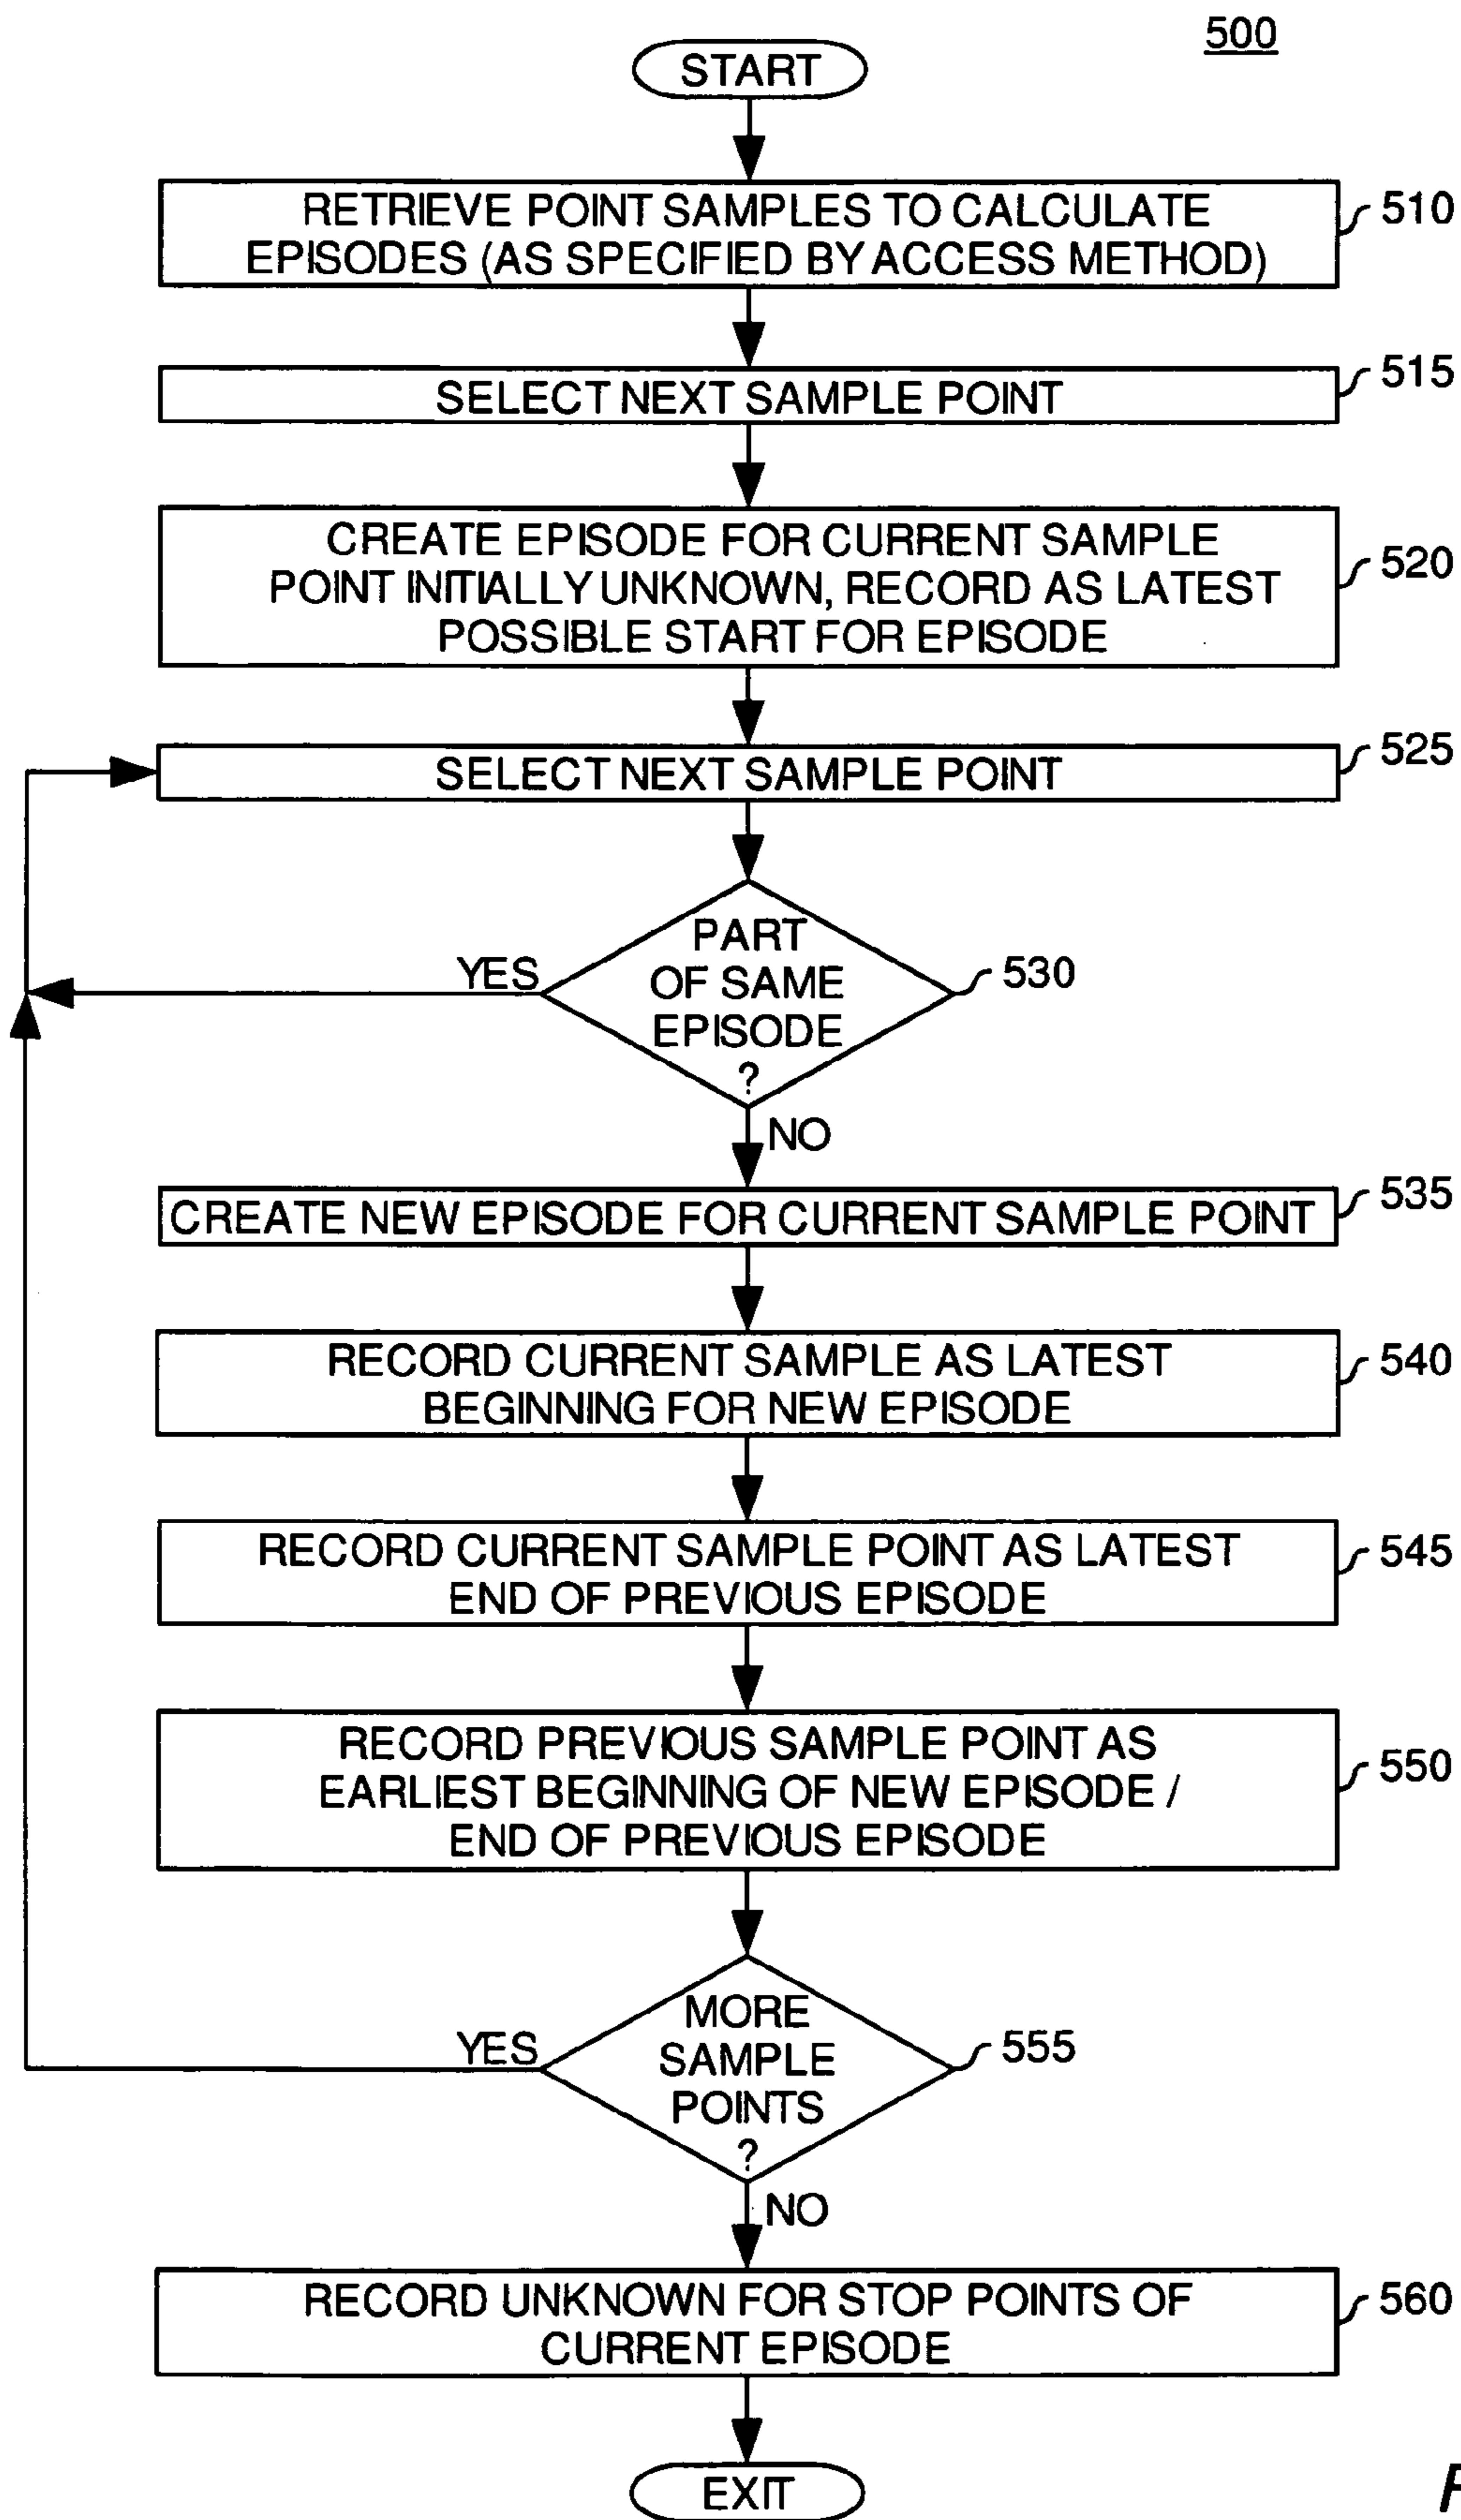 500
START
RETRIEVE POINT SAMPLES TO CALCULATE
EPISODES (AS SPECIFIED BY ACCESS METHOD)
510
SELECT NEXT SAMPLE POINT
515
CREATE EPISODE FOR CURRENT SAMPLE
POINT INITIALLY UNKNOWN, RECORD AS LATEST
POSSIBLE START FOR EPISODE
520
SELECT NEXT SAMPLE POINT
525
PART
OF SAME
EPISODE
?
YES
530
NO
CREATE NEW EPISODE FOR CURRENT SAMPLE POINT
535
RECORD CURRENT SAMPLE AS LATEST
BEGINNING FOR NEW EPISODE
540
RECORD CURRENT SAMPLE POINT AS LATEST
END OF PREVIOUS EPISODE
545
RECORD PREVIOUS SAMPLE POINT AS
EARLIEST BEGINNING OF NEW EPISODE /
END OF PREVIOUS EPISODE
550
MORE
SAMPLE
POINTS
?
YES
555
NO
RECORD UNKNOWN FOR STOP POINTS OF
CURRENT EPISODE
560
EXIT